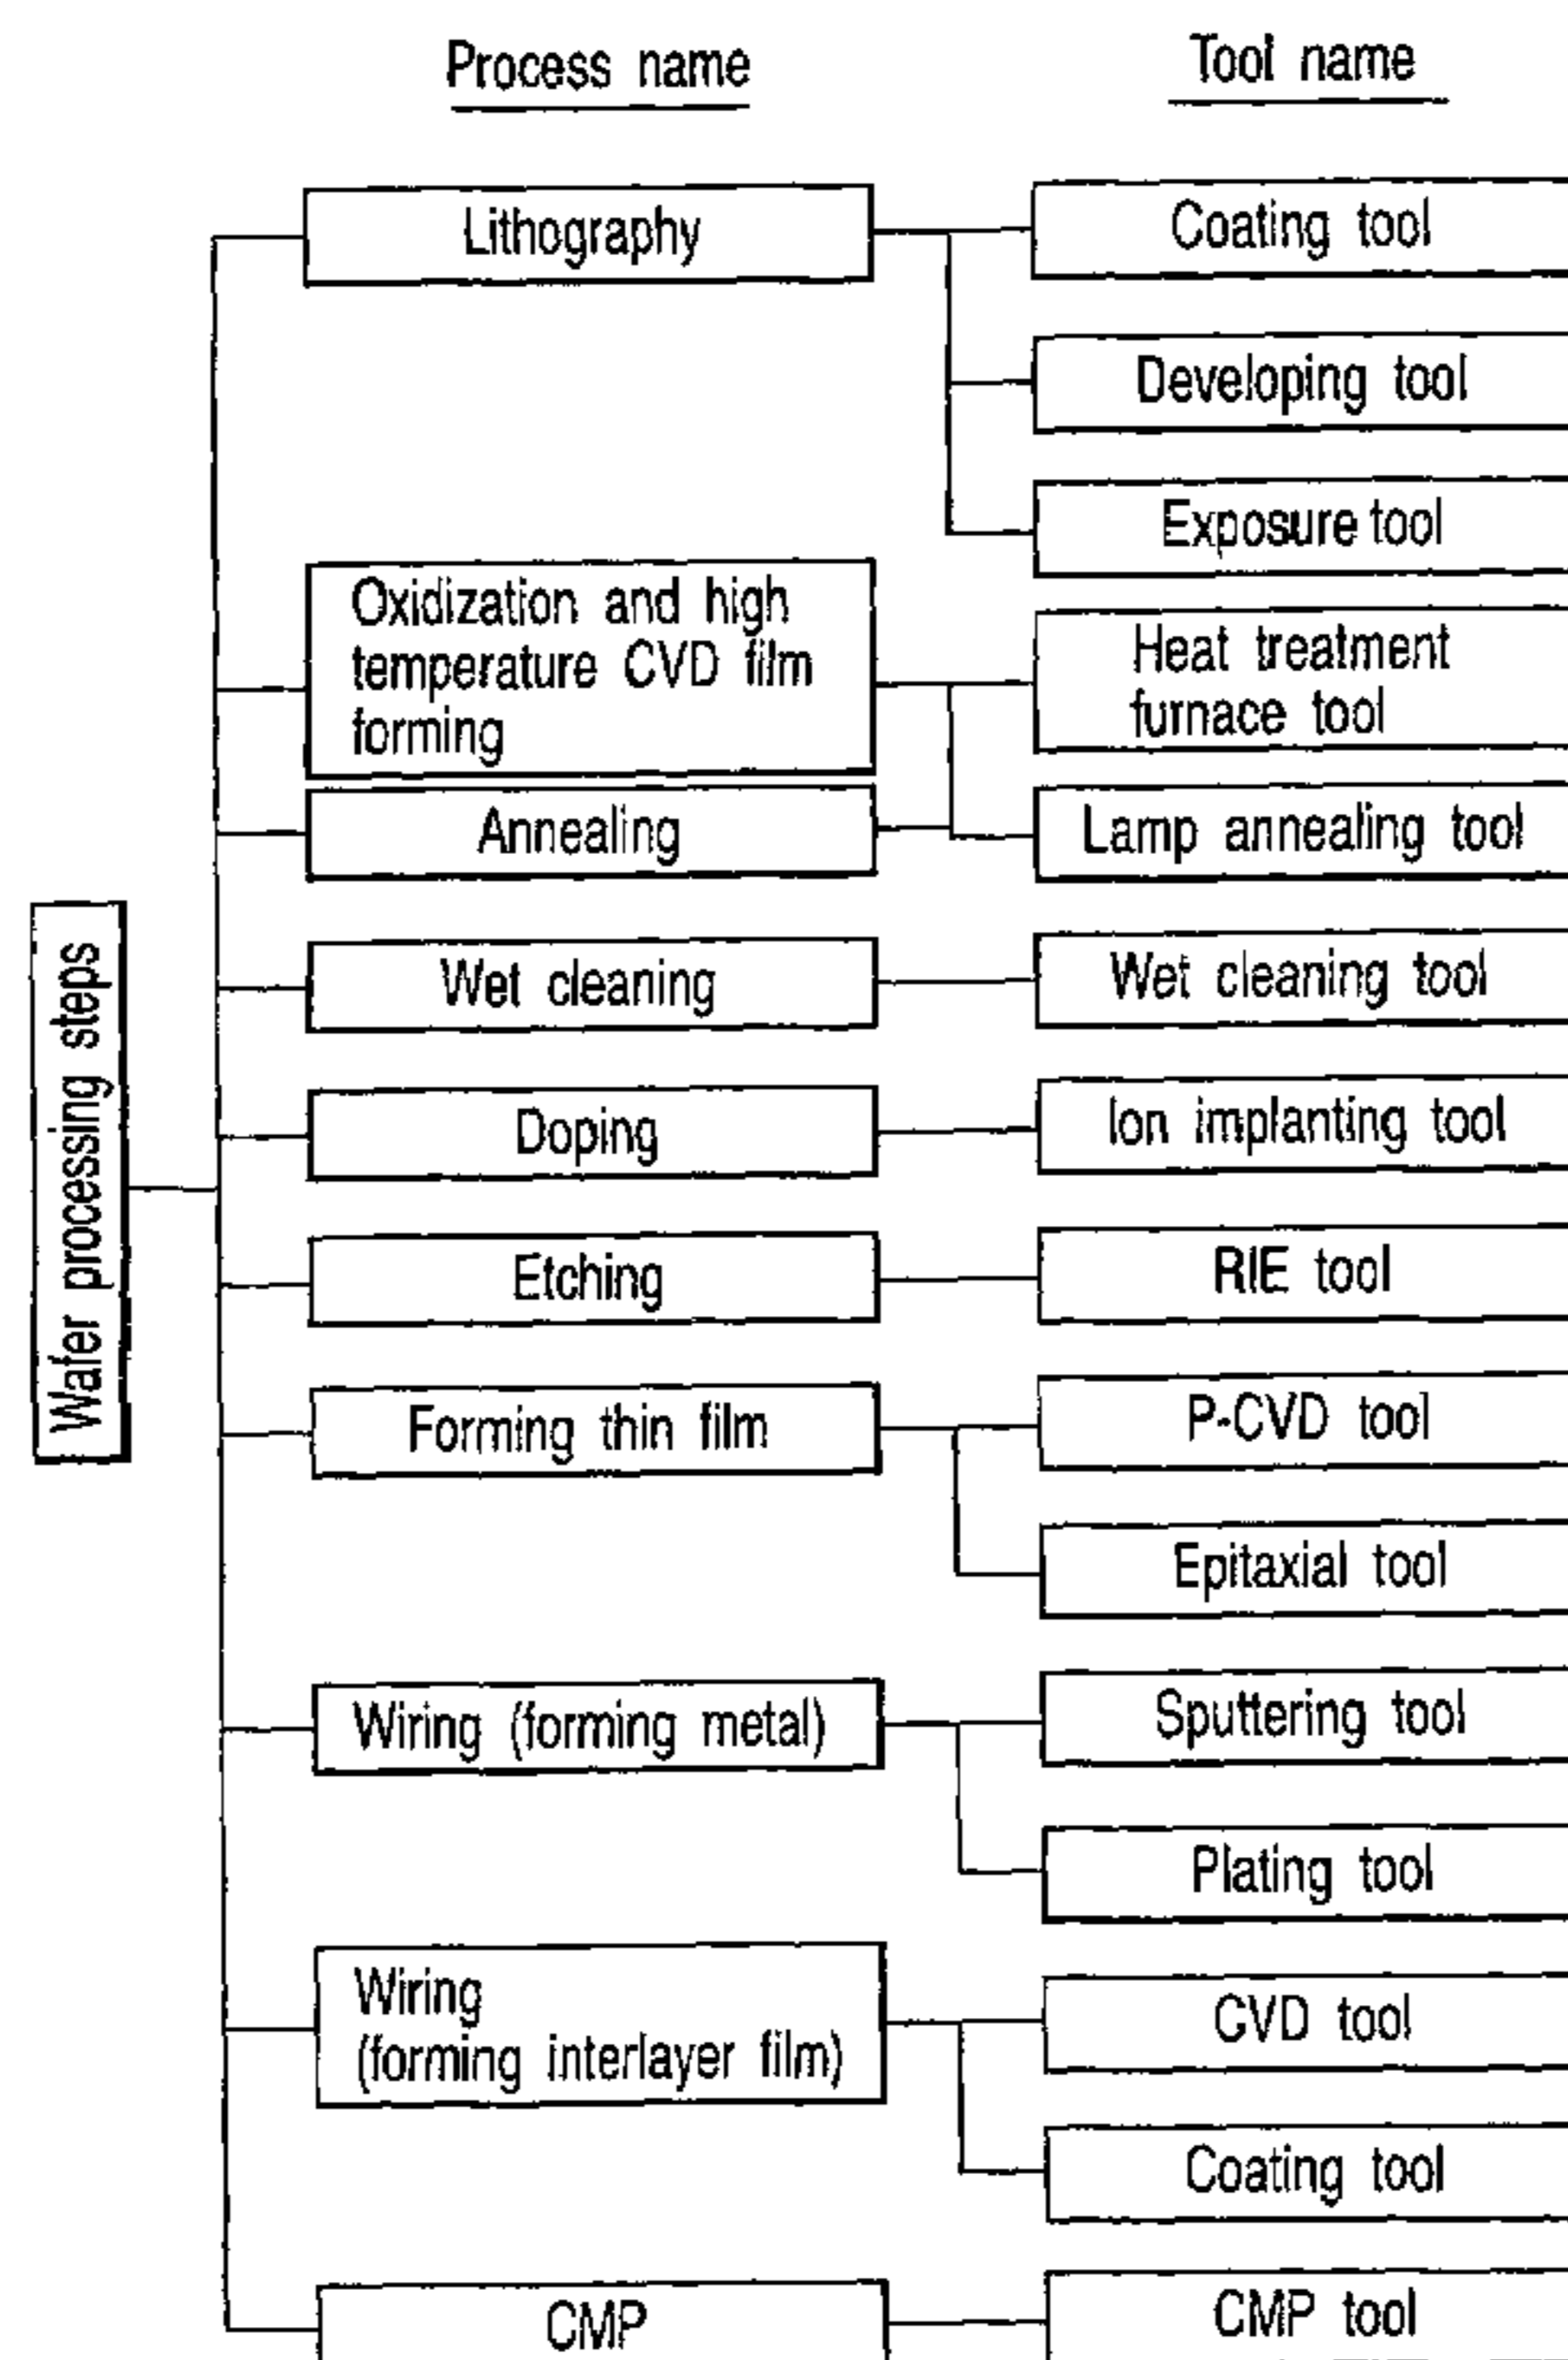 Process name
Tool name
Wafer processing steps
Lithography
Coating tool
Developing tool
Exposure tool
Oxidization and high
temperature CVD film
forming
Heat treatment
furnace tool
Annealing
Lamp annealing tool
Wet cleaning
Wet cleaning tool
Doping
Ion implanting tool
Etching
RIE tool
Forming thin film
P-CVD tool
Epitaxial tool
Wiring (forming metal)
Sputtering tool
Plating tool
Wiring
(forming interlayer film)
CVD tool
Coating tool
CMP
CMP tool